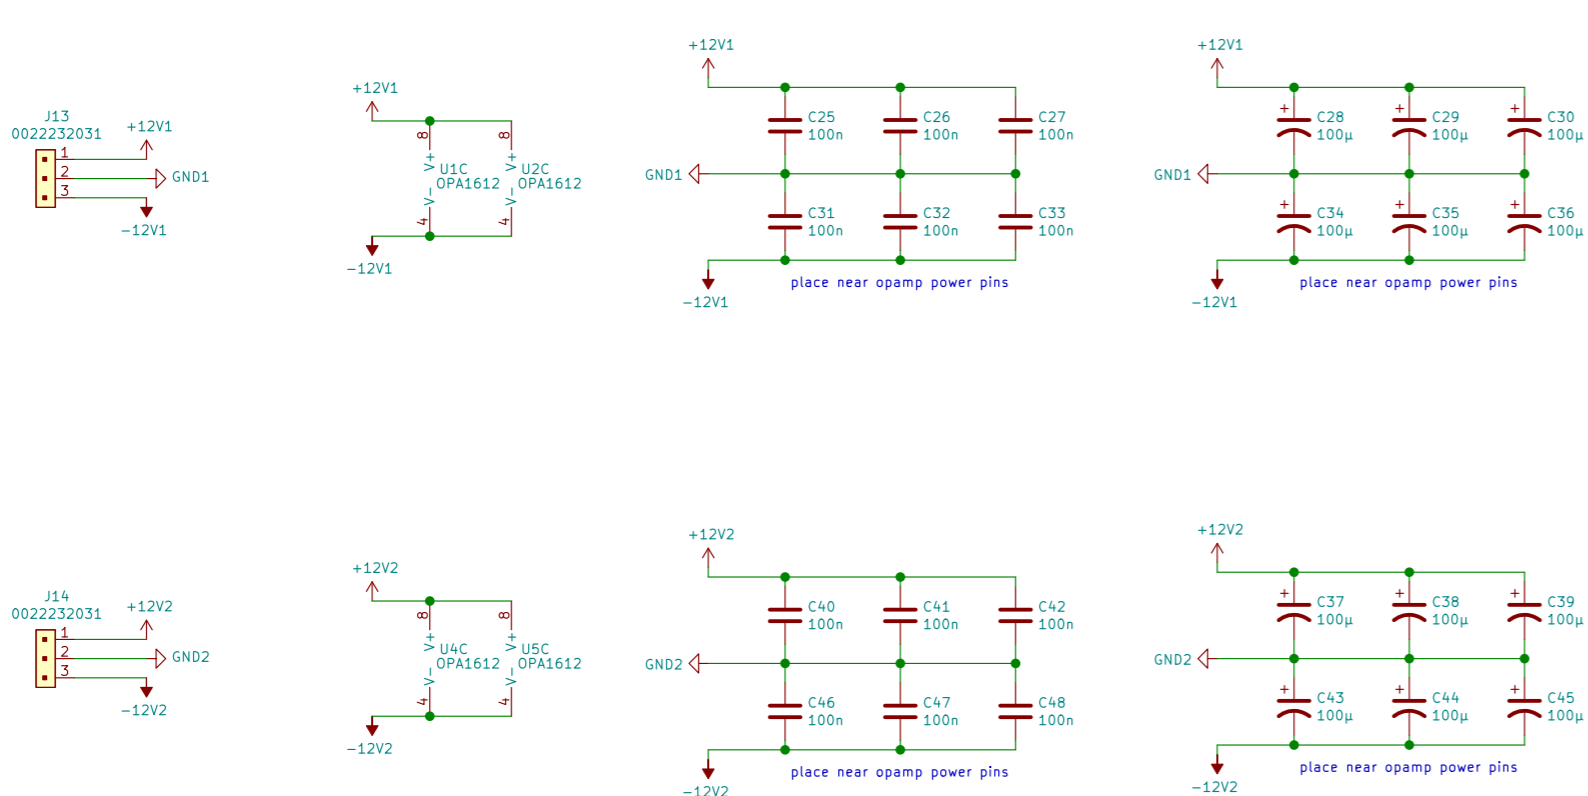 J13
0022232031
1
2
3
+12V1
GND1
-12V1
+12V1
8
8
V+
V+
U1C
OPA1612
U2C
OPA1612
V-
V-
4
4
-12V1
+12V1
C25
100n
C26
100n
C27
100n
GND1
C31
100n
C32
100n
C33
100n
-12V1
place near opamp power pins
+12V1
+
C28
100µ
+
C29
100µ
+
C30
100µ
GND1
+
C34
100µ
+
C35
100µ
+
C36
100µ
-12V1
place near opamp power pins
J14
0022232031
1
2
3
+12V2
GND2
-12V2
+12V2
8
8
V+
V+
U4C
OPA1612
U5C
OPA1612
V-
V-
4
4
-12V2
+12V2
C40
100n
C41
100n
C42
100n
GND2
C46
100n
C47
100n
C48
100n
-12V2
place near opamp power pins
+12V2
+
C37
100µ
+
C38
100µ
+
C39
100µ
GND2
+
C43
100µ
+
C44
100µ
+
C45
100µ
-12V2
place near opamp power pins